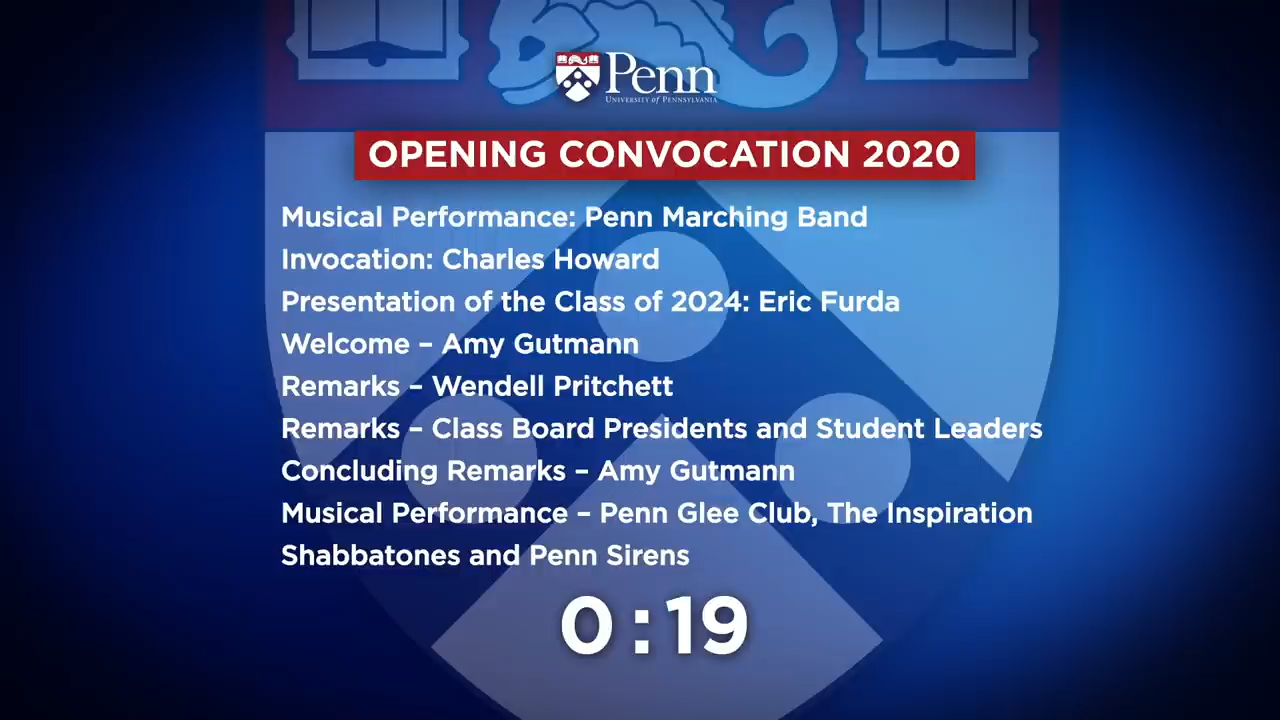 Penn
UNIVERSITY of PENNSYLVANIA
OPENING CONVOCATION 2020
Musical Performance: Penn Marching Band
Invocation: Charles Howard
Presentation of the Class of 2024: Eric Furda
Welcome – Amy Gutmann
Remarks – Wendell Pritchett
Remarks – Class Board Presidents and Student Leaders
Concluding Remarks – Amy Gutmann
Musical Performance – Penn Glee Club, The Inspiration
Shabbatones and Penn Sirens
0:19